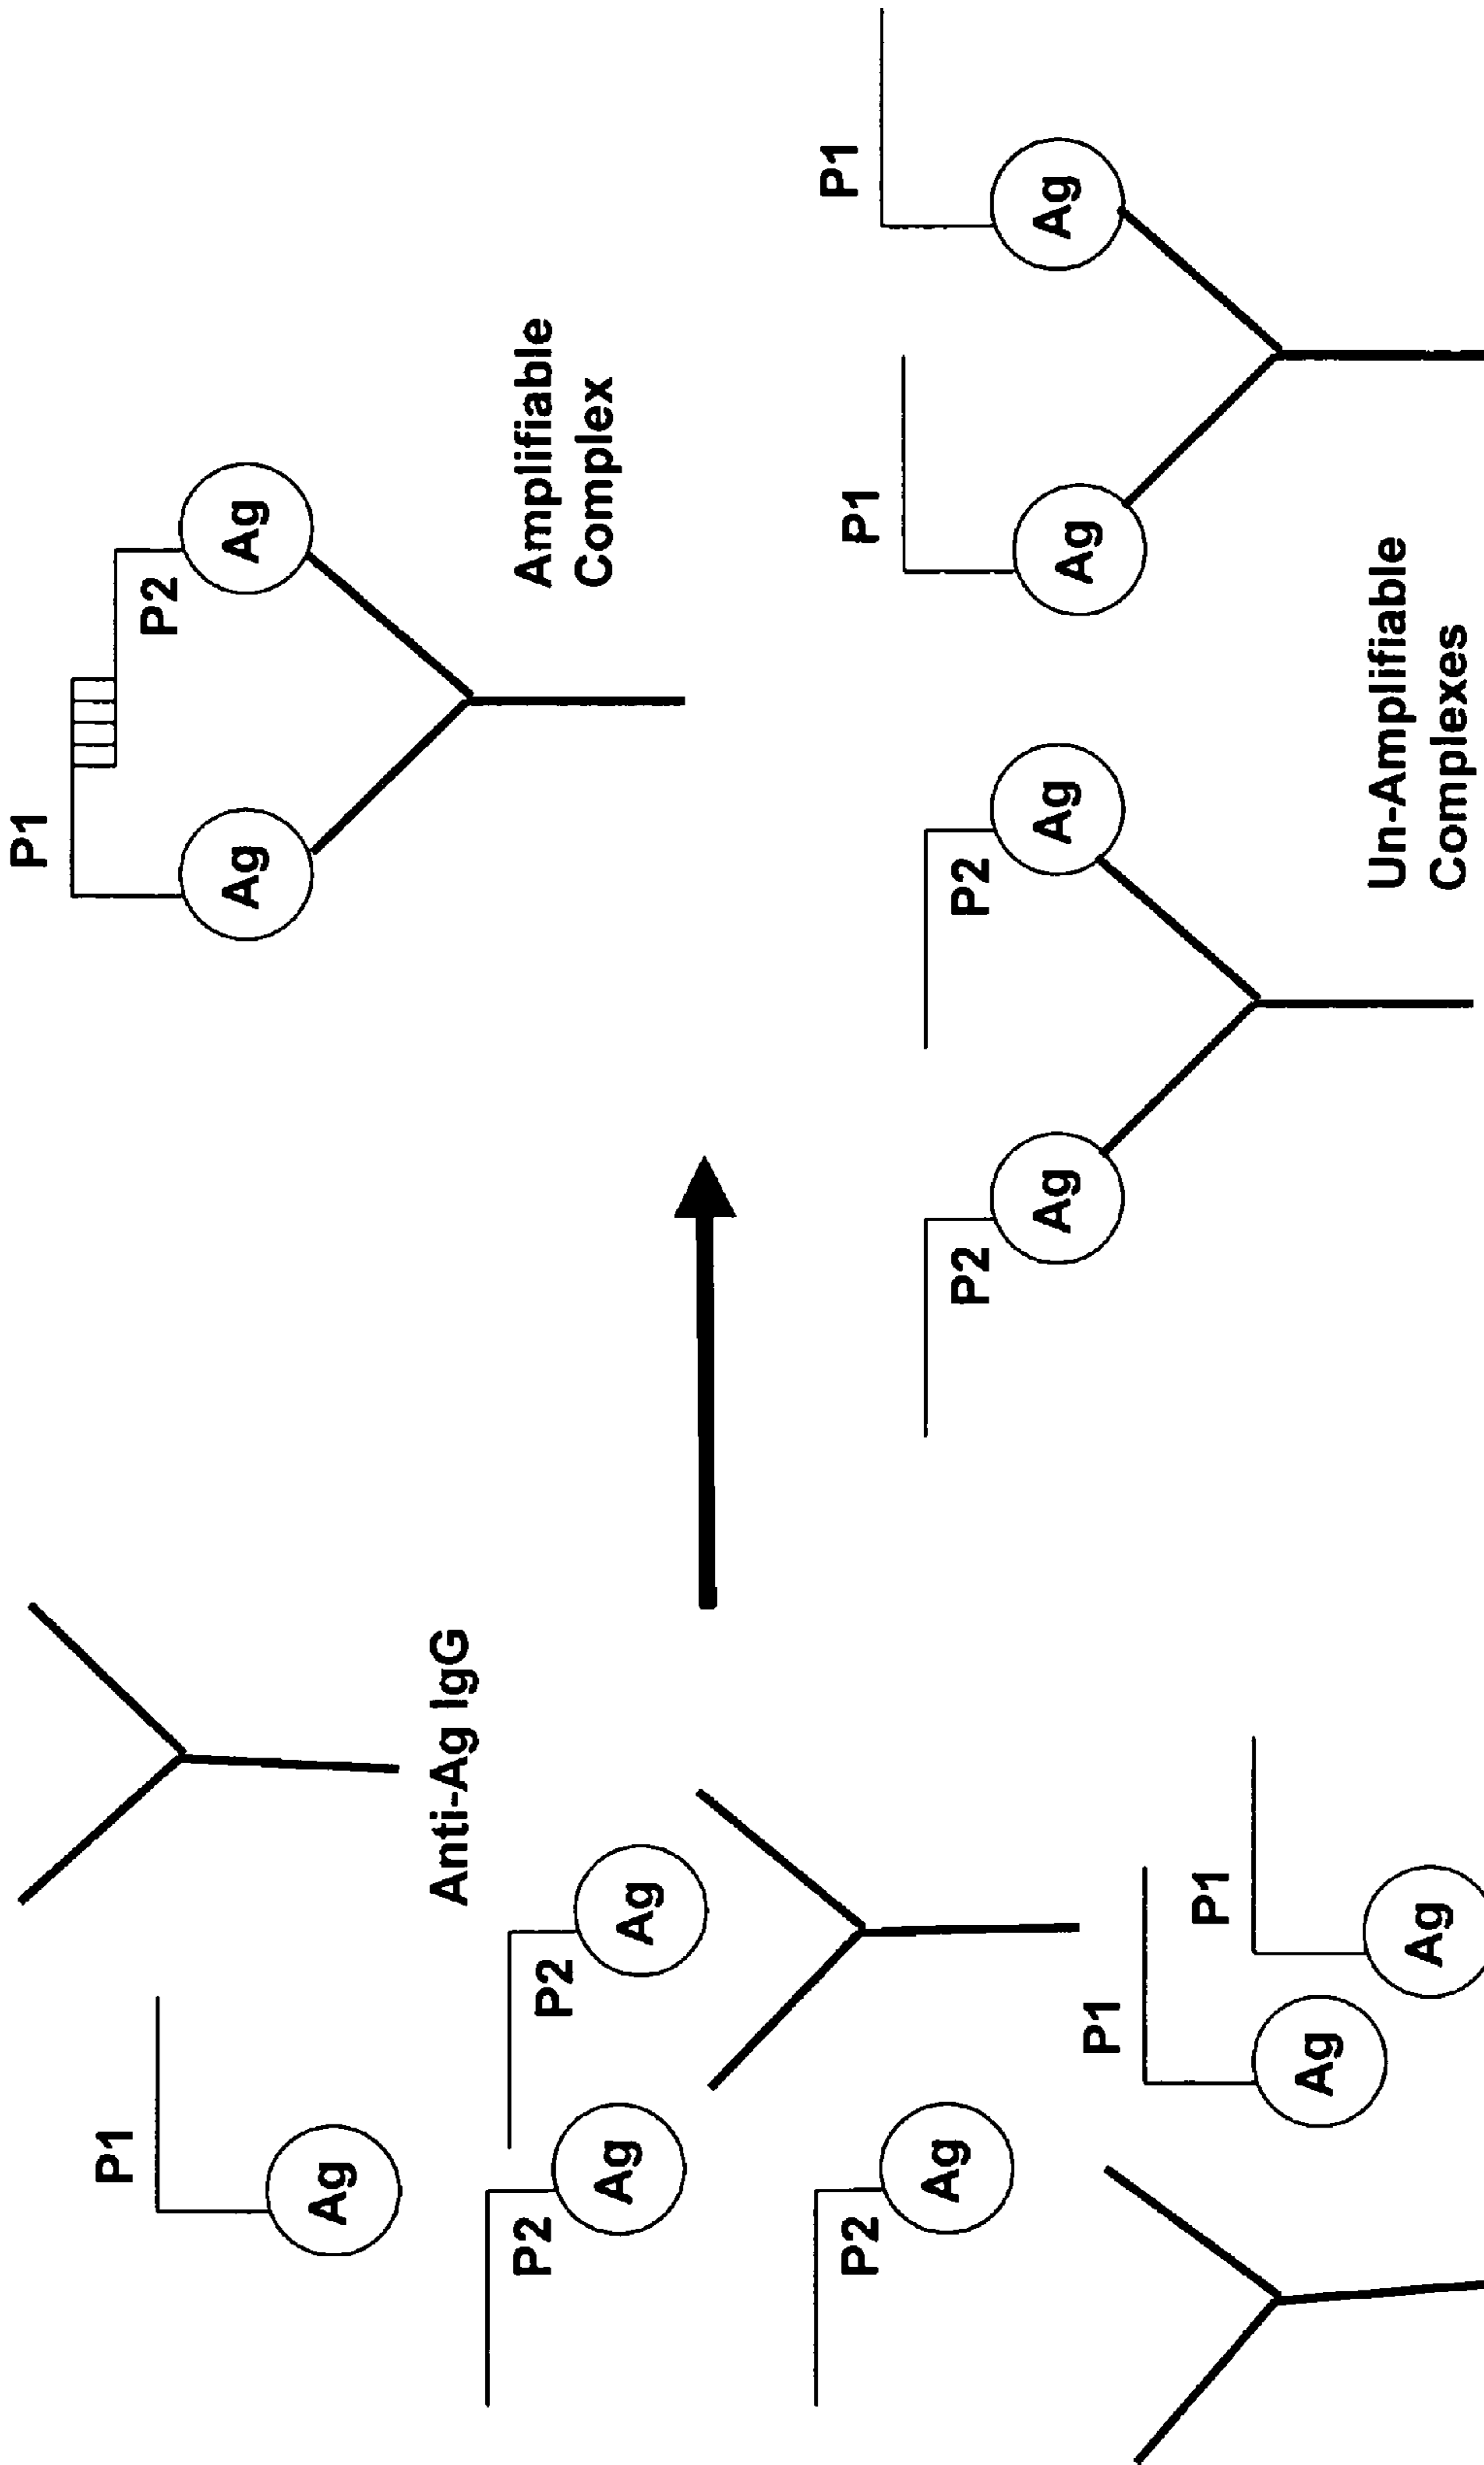 P1
Ag
Anti-Ag IgG
P2
P2
Ag
Ag
P2
Ag
P1
P1
Ag
Ag
P1
P2
Ag
Ag
Amplifiable
Complex
P2
P2
Ag
Ag
P1
P1
Ag
Ag
Un-Amplifiable
Complexes